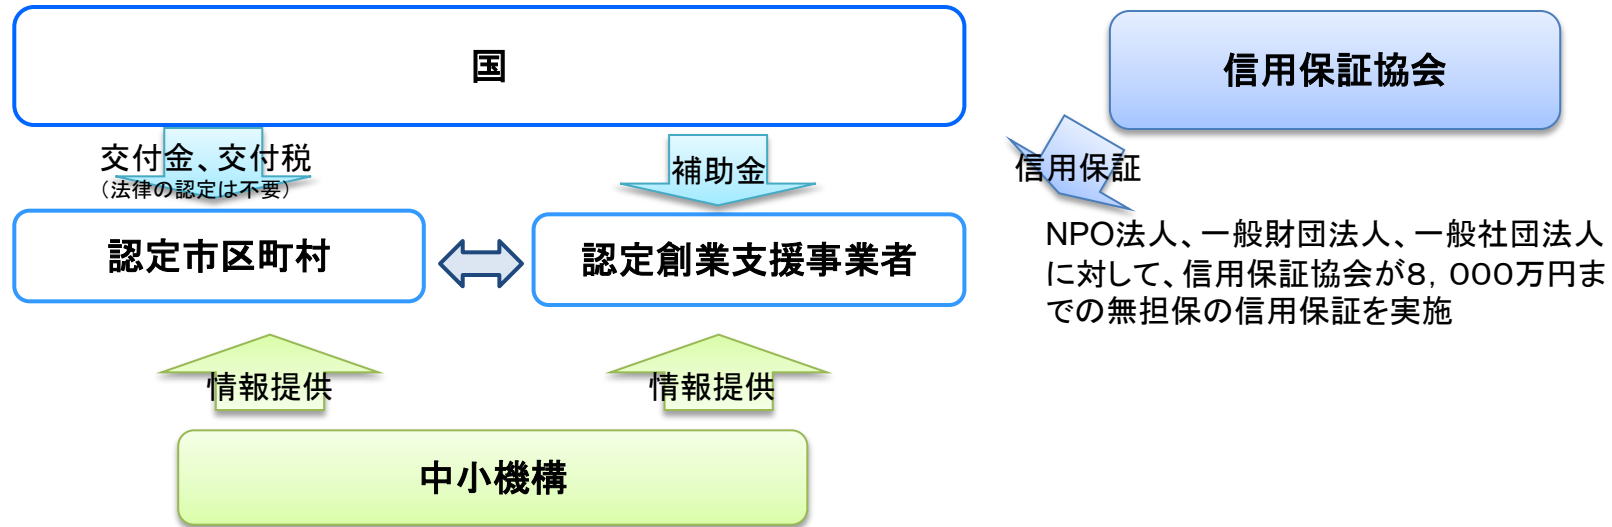 国
信用保証協会
交付金、交付税
（法律の認定は不要）
補助金
信用保証
認定市区町村
認定創業支援事業者
NPO法人、一般財団法人、一般社団法人
に対して、信用保証協会が８，０００万円ま
での無担保の信用保証を実施
情報提供
情報提供
中小機構